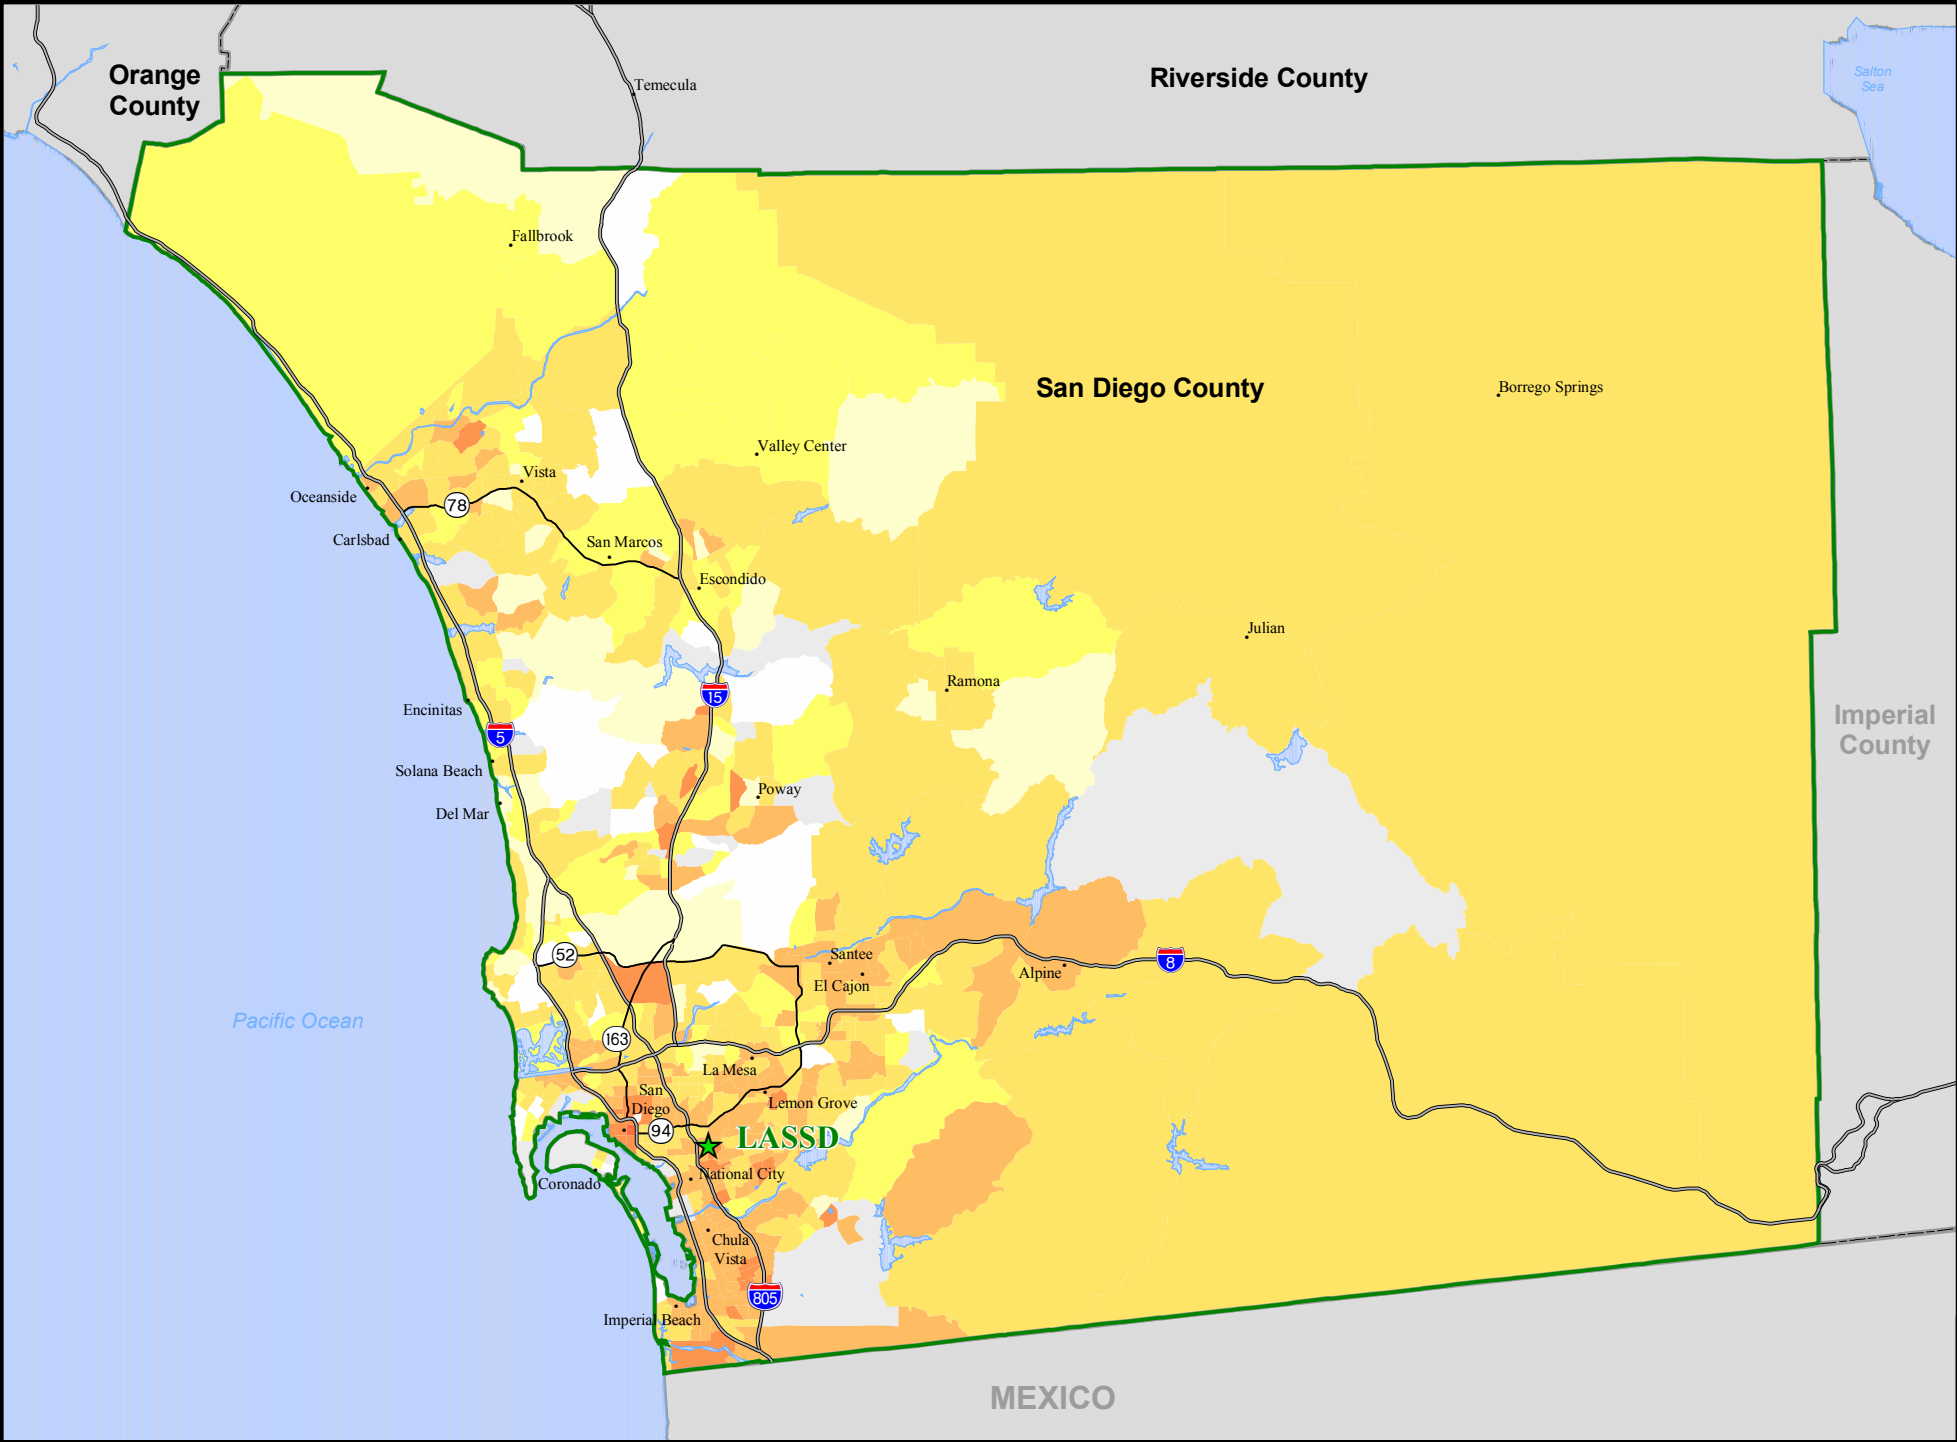 Orange
County
Temecula
Riverside County
Salton
Sea
Fallbrook
San Diego County
Borrego Springs
Valley Center
Vista
Oceanside
78
Carlsbad
San Marcos
Escondido
Julian
Ramona
15
Encinitas
Imperial
County
5
Solana Beach
Poway
Del Mar
52
Santee
8
Alpine
El Cajon
Pacific Ocean
163
La Mesa
San
Diego
Lemon Grove
94
LASSD
National City
Coronado
Chula
Vista
805
Imperial Beach
MEXICO